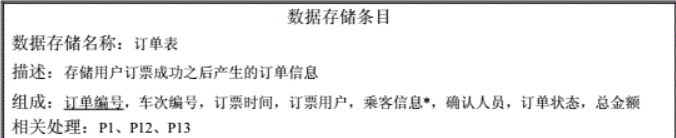 数据存储条目
数据存储名称：订单表
描述：存储用户订票成功之后产生的订单信息
组成：订单编号，车次编号，订票时间，订票用户，乘客信息*，确认人员，订单状态，总金额
相关处理：P1、P12、P13